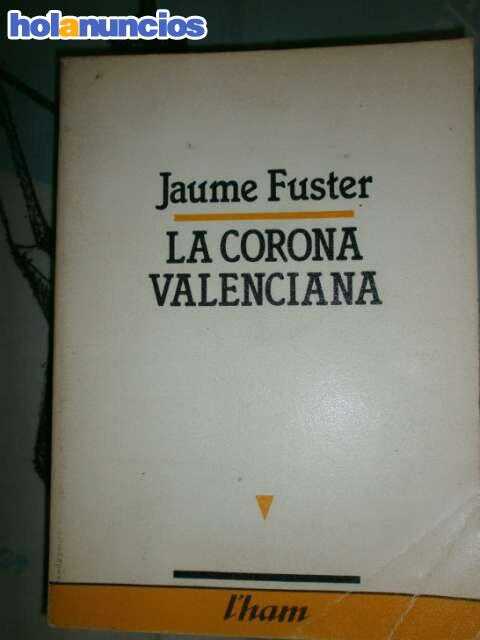 holanuncios
Jaume Fuster
LA CORONA
VALENCIANA
l'ham